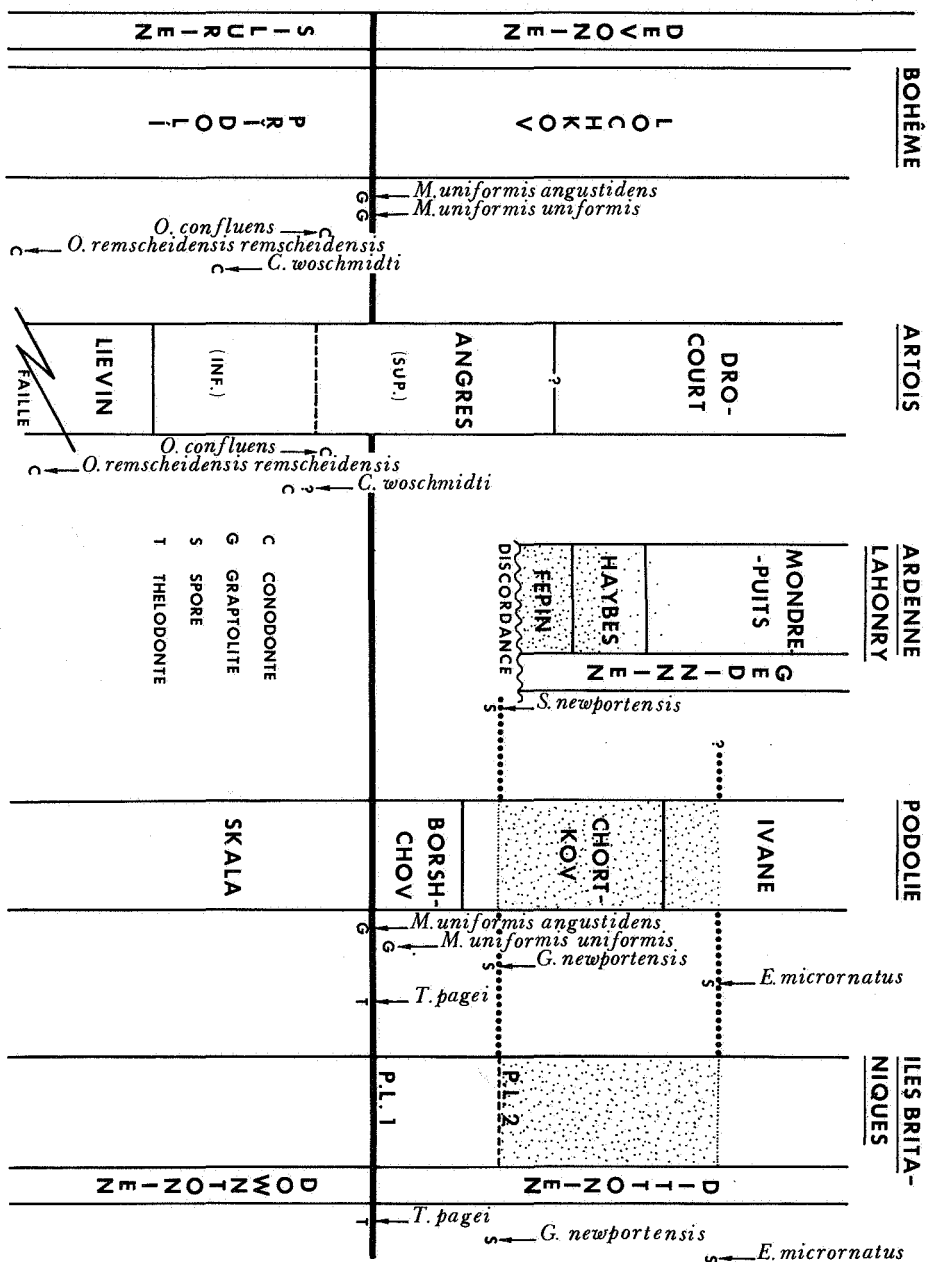 SILURIEN
DEVONIEN
BOHÊME
PŘÍDOLÍ
LOCHKOV
G
M. uniformis angustidens
G
M. uniformis uniformis
O. confluens
C
C
O. remscheidensis remscheidensis
C
C. woschmidti
ARTOIS
FAILLE
LIEVIN
(INF.)
(SUP.)
ANGRES
?
DRO-
COURT
O. confluens
C
C
O. remscheidensis remscheidensis
C
?
C. woschmidti
C CONODONTE
G GRAPTOLITE
S SPORE
T THELODONTE
ARDENNE
LAHONRY
DISCORDANCE
FEPIN
HAYBES
MONDRE-
-PUITS
GEDINNIEN
S
S. newportensis
?
PODOLIE
SKALA
BORSH-
CHOV
CHORT-
KOV
IVANE
G
M. uniformis angustidens
G
M. uniformis uniformis
S
G. newportensis
S
E. micrornatus
T
T. pagei
ILES BRITA-
NIQUES
P.L. 1
P.L. 2
DOWNTONIEN
DITTONIEN
T
T. pagei
S
G. newportensis
S
E. micrornatus